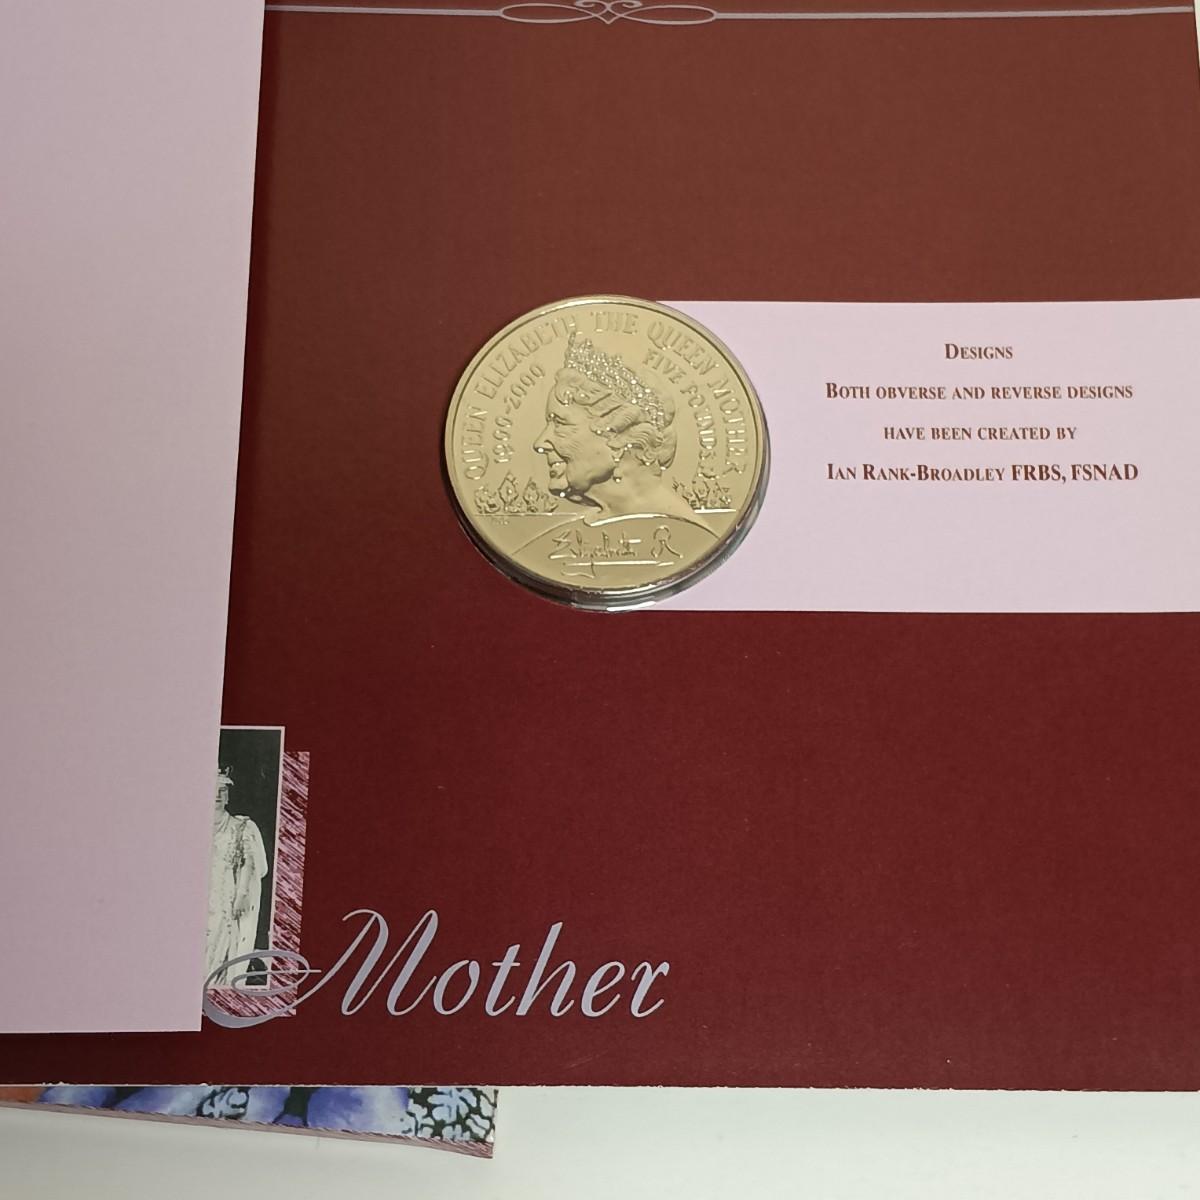 QUEEN ELIZABETH THE QUEEN MOTHER
1900-2000
FIVE POUNDS
Elizabeth R
DESIGNS
BOTH OBVERSE AND REVERSE DESIGNS
HAVE BEEN CREATED BY
IAN RANK-BROADLEY FRBS, FSNAD
Mother